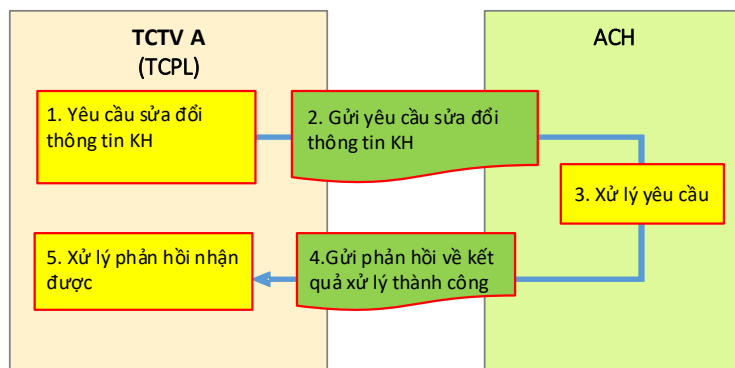 TCTV A
(TCPL)
ACH
1. Yêu cầu sửa đổi
thông tin KH
2. Gửi yêu cầu sửa đổi
thông tin KH
3. Xử lý yêu cầu
4.Gửi phản hồi về kết
quả xử lý thành công
5. Xử lý phản hồi nhận
được